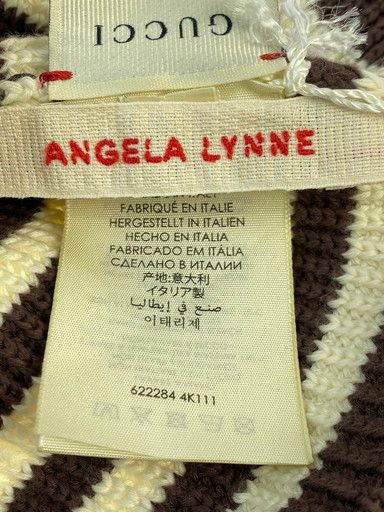 GUCCI
ANGELA LYNNE
FABRIQUÉ EN ITALIE
HERGESTELLT IN ITALIEN
HECHO EN ITALIA
FABRICADO EM ITÁLIA
СДЕЛАНО В ИТАЛИИ
产地:意大利
イタリア製
صنع في إيطاليا
이태리제
622284 4K111